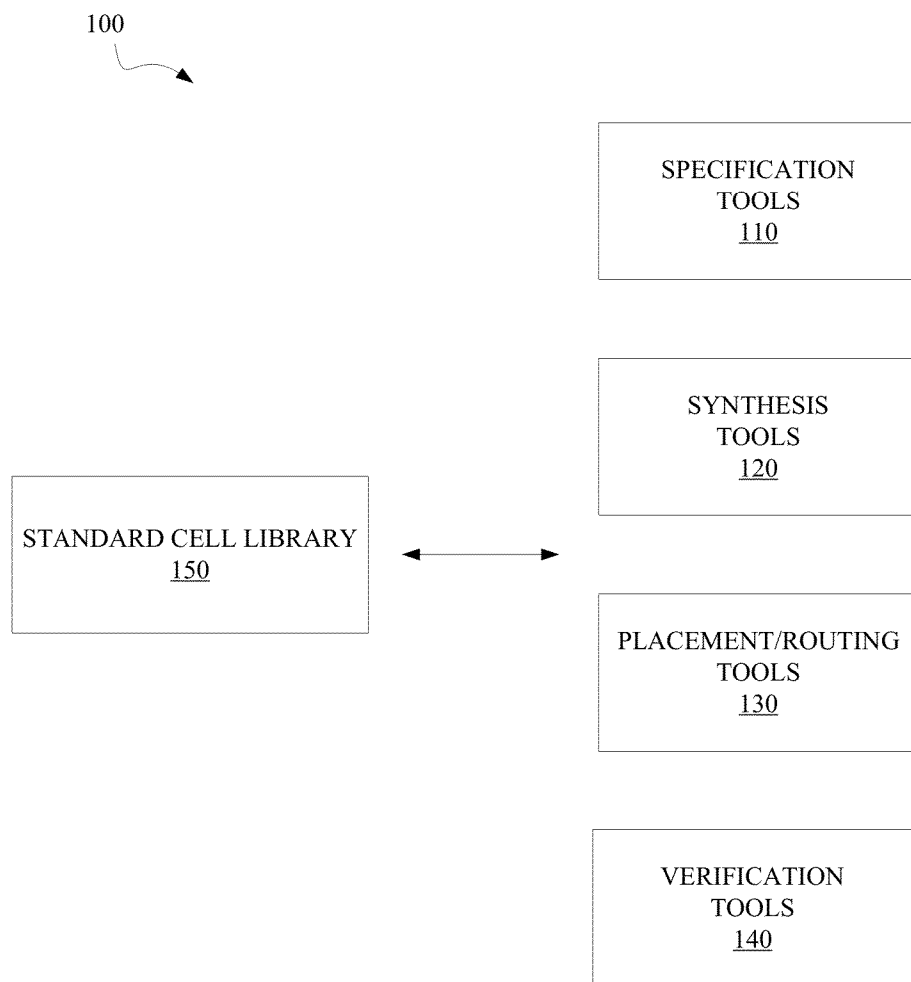 100
SPECIFICATION
TOOLS
110
SYNTHESIS
TOOLS
120
STANDARD CELL LIBRARY
150
PLACEMENT/ROUTING
TOOLS
130
VERIFICATION
TOOLS
140